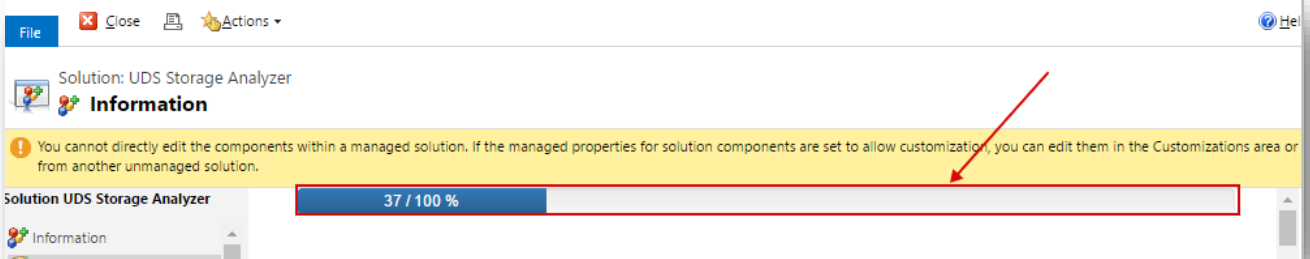 File
Close
Actions
Hel
Solution: UDS Storage Analyzer
Information
You cannot directly edit the components within a managed solution. If the managed properties for solution components are set to allow customization, you can edit them in the Customizations area or
from another unmanaged solution.
Solution UDS Storage Analyzer
37 / 100 %
Information